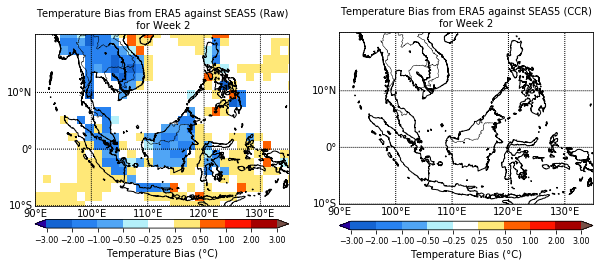 Temperature Bias from ERA5 against SEAS5 (Raw)
for Week 2
10°N
0°
10°S
90°E 100°E 110°E 120°E 130°E
−3.00 −2.00 −1.00 −0.50 −0.25 0.25 0.50 1.00 2.00 3.00
Temperature Bias (°C)
Temperature Bias from ERA5 against SEAS5 (CCR)
for Week 2
10°N
0°
10°S
90°E 100°E 110°E 120°E 130°E
−3.00 −2.00 −1.00 −0.50 −0.25 0.25 0.50 1.00 2.00 3.00
Temperature Bias (°C)